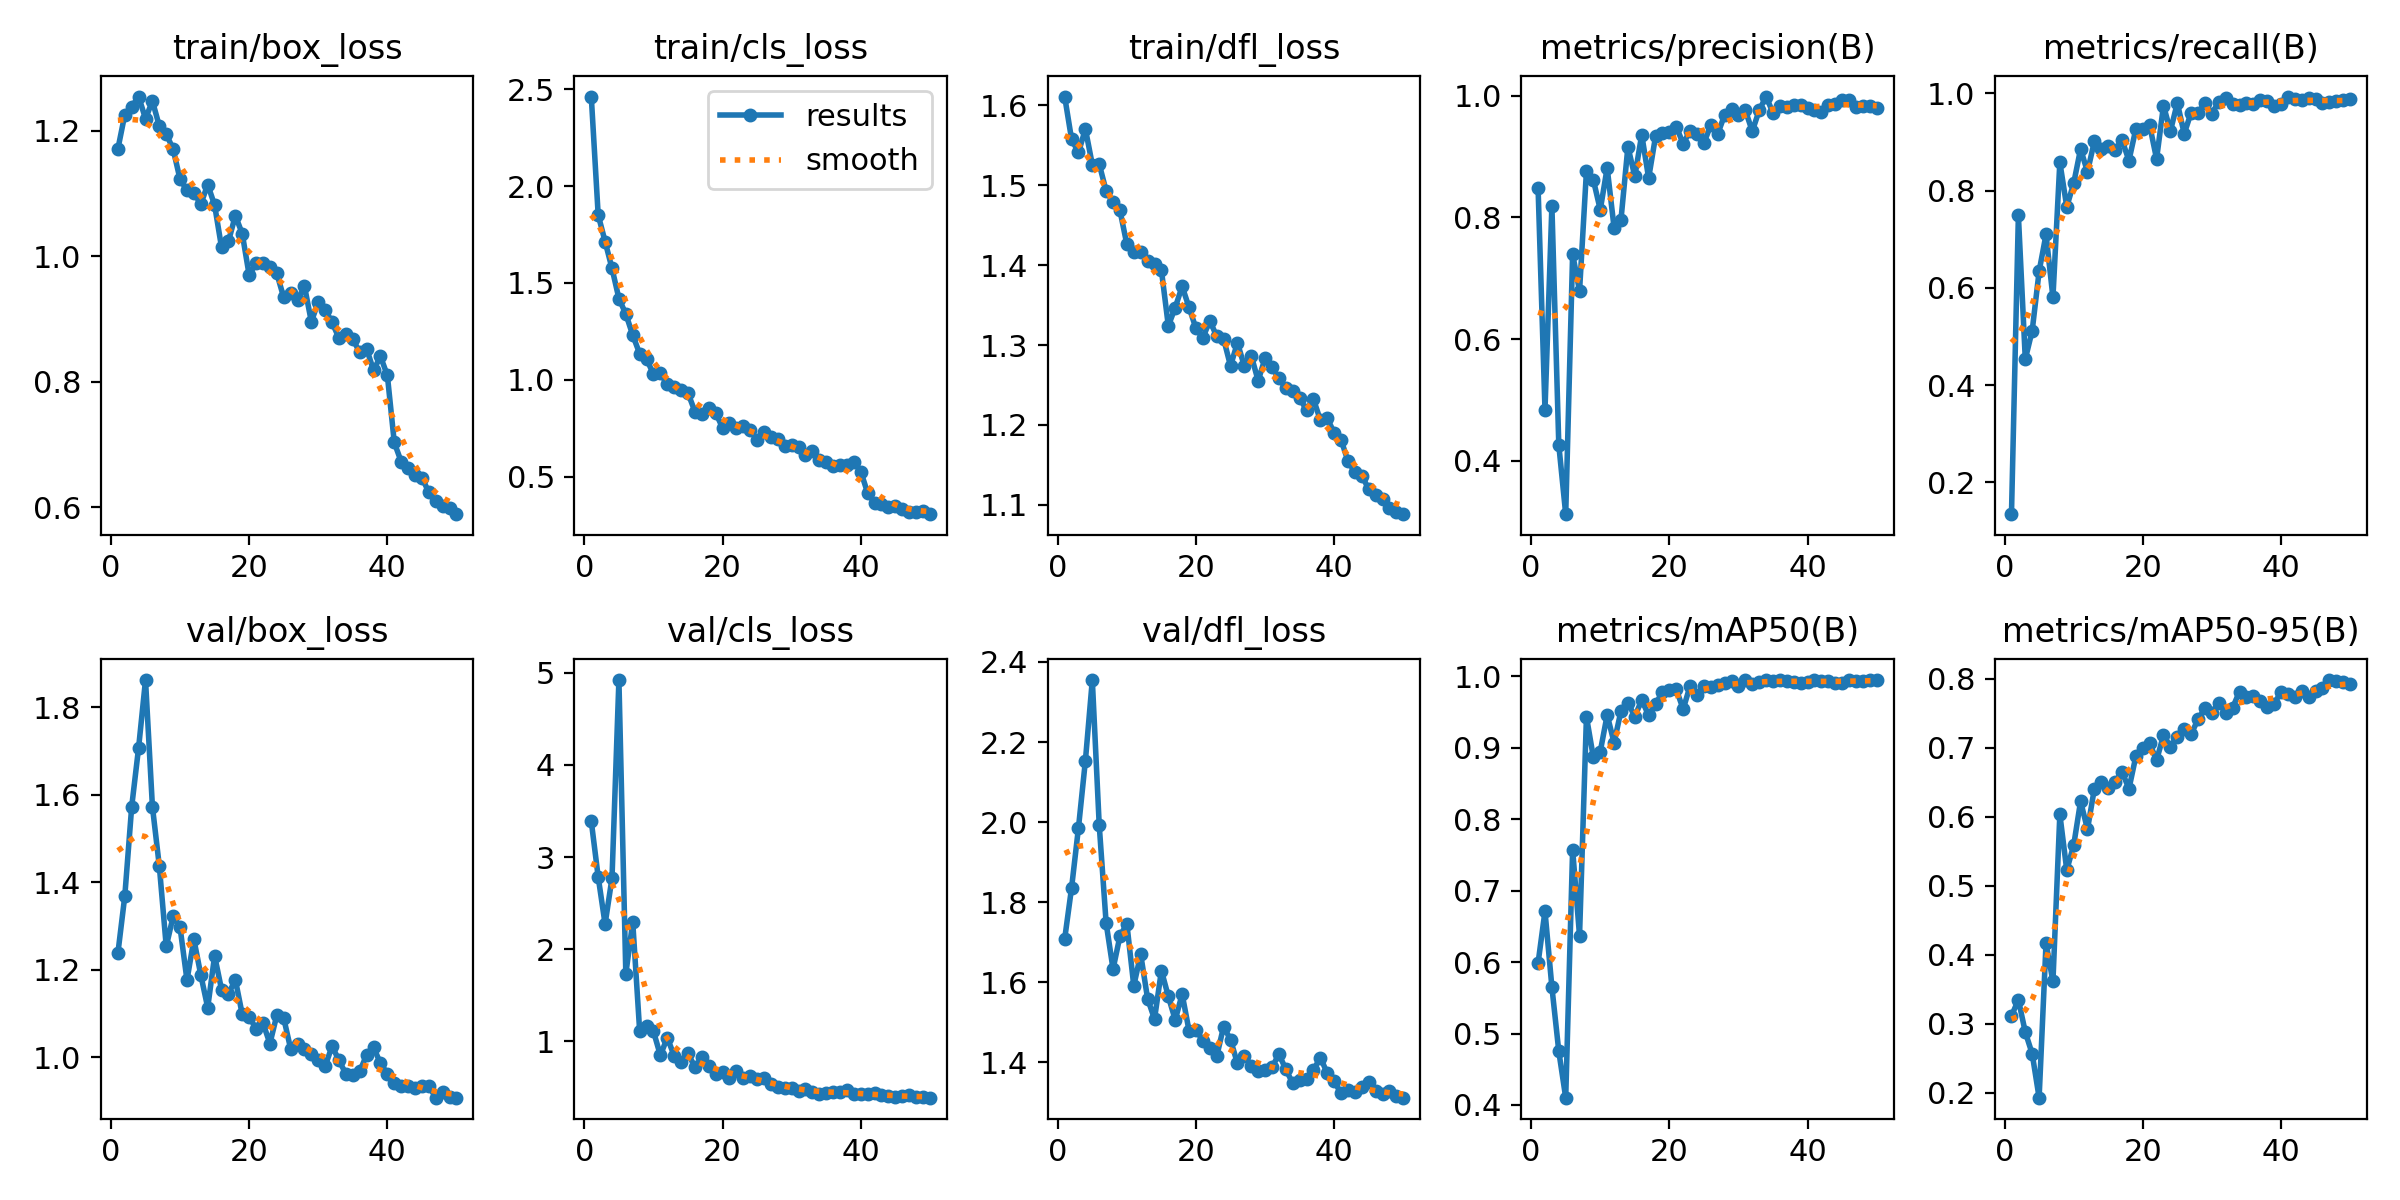 train/box_loss
1.2
1.0
0.8
0.6
0 20 40
train/cls_loss
results
smooth
2.5
2.0
1.5
1.0
0.5
0 20 40
train/dfl_loss
1.6
1.5
1.4
1.3
1.2
1.1
0 20 40
metrics/precision(B)
1.0
0.8
0.6
0.4
0 20 40
metrics/recall(B)
1.0
0.8
0.6
0.4
0.2
0 20 40
val/box_loss
1.8
1.6
1.4
1.2
1.0
0 20 40
val/cls_loss
5
4
3
2
1
0 20 40
val/dfl_loss
2.4
2.2
2.0
1.8
1.6
1.4
0 20 40
metrics/mAP50(B)
1.0
0.9
0.8
0.7
0.6
0.5
0.4
0 20 40
metrics/mAP50-95(B)
0.8
0.7
0.6
0.5
0.4
0.3
0.2
0 20 40